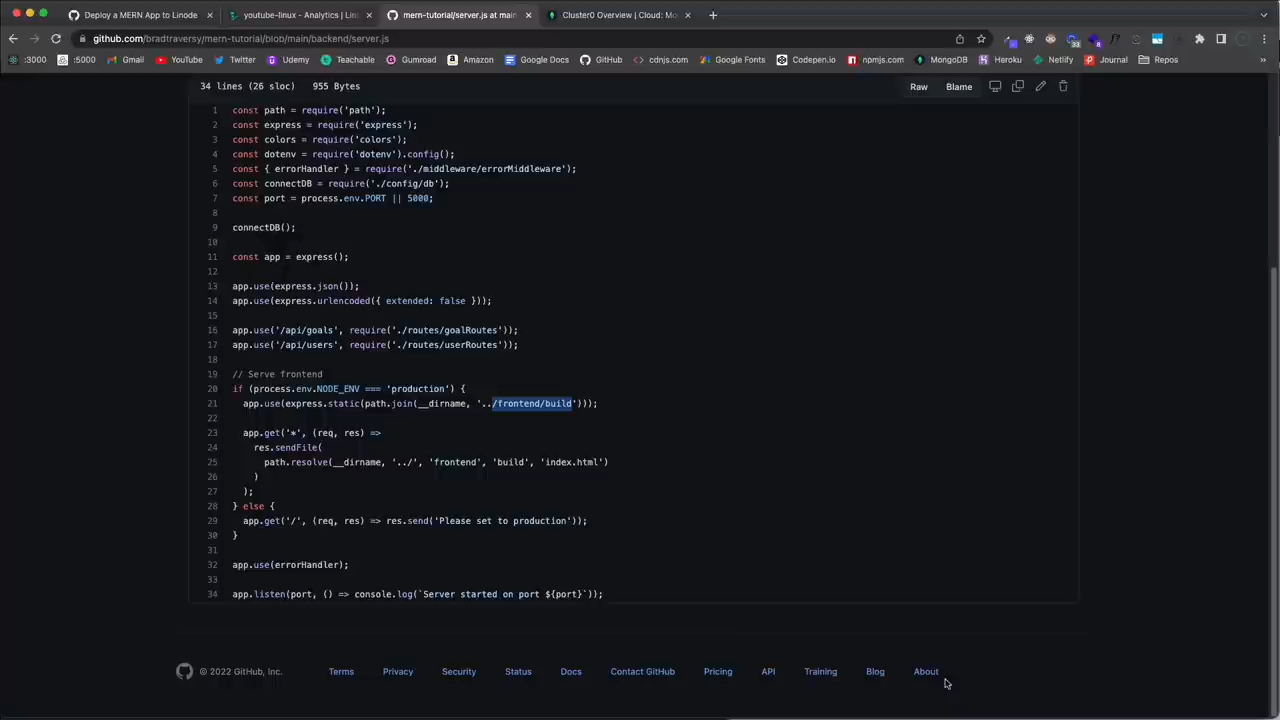 Deploy a MERN App to Linode
youtube-linux - Analytics | Lin
mern-tutorial/server.js at main
Cluster0 Overview | Cloud: Mon
github.com/bradtraversy/mern-tutorial/blob/main/backend/server.js
:3000
:5000
Gmail
YouTube
Twitter
Udemy
Teachable
Gumroad
Amazon
Google Docs
GitHub
cdnjs.com
Google Fonts
Codepen.io
npmjs.com
MongoDB
Heroku
Netlify
Journal
Repos
34 lines (26 sloc) 955 Bytes
Raw
Blame
1 const path = require('path');
2 const express = require('express');
3 const colors = require('colors');
4 const dotenv = require('dotenv').config();
5 const { errorHandler } = require('./middleware/errorMiddleware');
6 const connectDB = require('./config/db');
7 const port = process.env.PORT || 5000;
8
9 connectDB();
10
11 const app = express();
12
13 app.use(express.json());
14 app.use(express.urlencoded({ extended: false }));
15
16 app.use('/api/goals', require('./routes/goalRoutes'));
17 app.use('/api/users', require('./routes/userRoutes'));
18
19 // Serve frontend
20 if (process.env.NODE_ENV === 'production') {
21 app.use(express.static(path.join(__dirname, '../frontend/build')));
22
23 app.get('*', (req, res) =>
24 res.sendFile(
25 path.resolve(__dirname, '../', 'frontend', 'build', 'index.html')
26 )
27 );
28 } else {
29 app.get('/', (req, res) => res.send('Please set to production'));
30 }
31
32 app.use(errorHandler);
33
34 app.listen(port, () => console.log(`Server started on port ${port}`));
© 2022 GitHub, Inc.
Terms
Privacy
Security
Status
Docs
Contact GitHub
Pricing
API
Training
Blog
About